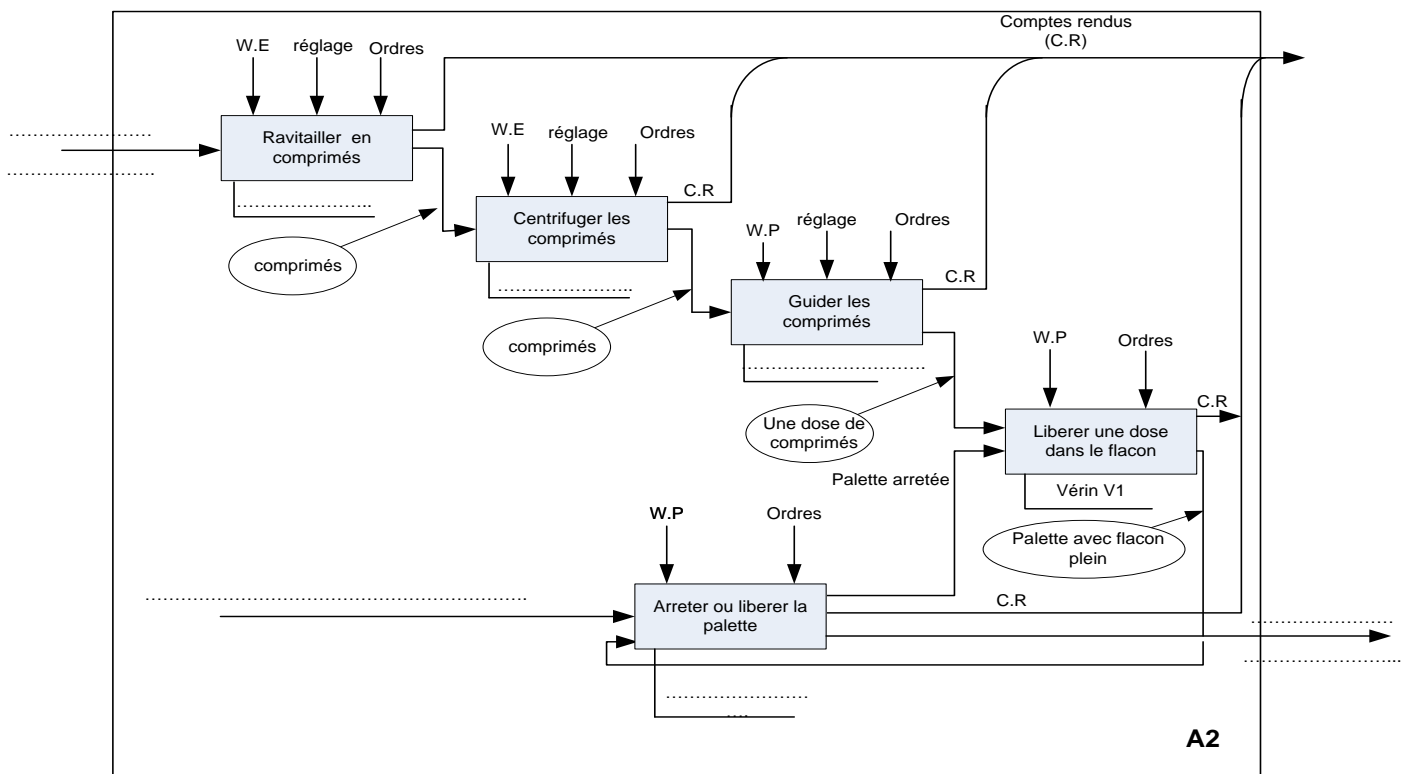 Comptes rendus
(C.R)
W.E réglage Ordres
Ravitailler en
comprimés
W.E réglage Ordres
C.R
Centrifuger les
comprimés
comprimés
W.P réglage Ordres
C.R
Guider les
comprimés
comprimés
W.P Ordres
C.R
Une dose de
comprimés
Liberer une dose
dans le flacon
Palette arretée
Vérin V1
W.P Ordres
Palette avec flacon
plein
Arreter ou liberer la
palette
C.R
A2